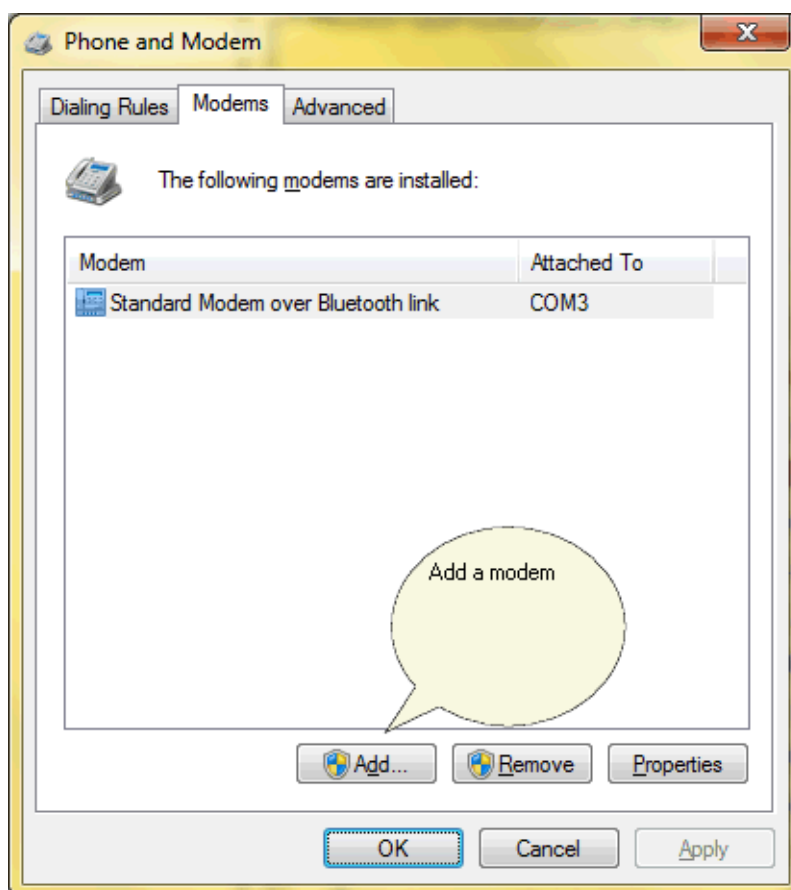 Phone and Modem
Dialing Rules Modems Advanced
The following modems are installed:
Modem Attached To
Standard Modem over Bluetooth link COM3
Add a modem
Add... Remove Properties
OK Cancel Apply